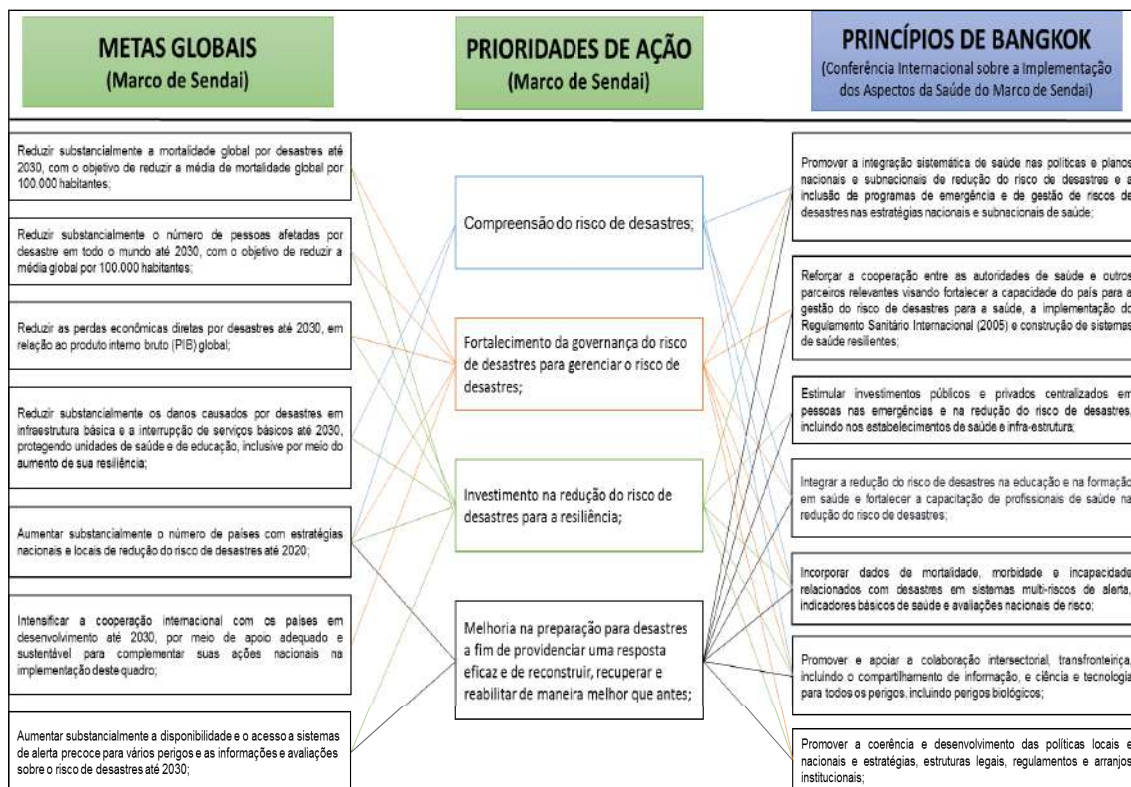 METAS GLOBAIS
(Marco de Sendai)
PRIORIDADES DE AÇÃO
(Marco de Sendai)
PRINCÍPIOS DE BANGKOK
(Conferência Internacional sobre a Implementação
dos Aspectos da Saúde do Marco de Sendai)
Reduzir substancialmente a mortalidade global por desastres até
2030, com o objetivo de reduzir a média de mortalidade global por
100.000 habitantes;
Reduzir substancialmente o número de pessoas afetadas por
desastre em todo o mundo até 2030, com o objetivo de reduzir a
média global por 100.000 habitantes;
Reduzir as perdas econômicas diretas por desastres até 2030, em
relação ao produto interno bruto (PIB) global;
Reduzir substancialmente os danos causados por desastres em
infraestrutura básica e a interrupção de serviços básicos até 2030,
protegendo unidades de saúde e de educação, inclusive por meio do
aumento de sua resiliência;
Aumentar substancialmente o número de países com estratégias
nacionais e locais de redução do risco de desastres até 2020;
Intensificar a cooperação internacional com os países em
desenvolvimento até 2030, por meio de apoio adequado e
sustentável para complementar suas ações nacionais na
implementação deste quadro;
Aumentar substancialmente a disponibilidade e o acesso a sistemas
de alerta precoce para vários perigos e as informações e avaliações
sobre o risco de desastres até 2030;
Compreensão do risco de desastres;
Fortalecimento da governança do risco
de desastres para gerenciar o risco de
desastres;
Investimento na redução do risco de
desastres para a resiliência;
Melhoria na preparação para desastres
a fim de providenciar uma resposta
eficaz e de reconstruir, recuperar e
reabilitar de maneira melhor que antes;
Promover a integração sistemática de saúde nas políticas e planos
nacionais e subnacionais de redução do risco de desastres e a
inclusão de programas de emergência e de gestão de riscos de
desastres nas estratégias nacionais e subnacionais de saúde;
Reforçar a cooperação entre as autoridades de saúde e outros
parceiros relevantes visando fortalecer a capacidade do país para a
gestão do risco de desastres para a saúde, a implementação do
Regulamento Sanitário Internacional (2005) e construção de sistemas
de saúde resilientes;
Estimular investimentos públicos e privados centralizados em
pessoas nas emergências e na redução do risco de desastres,
incluindo nos estabelecimentos de saúde e infra-estrutura;
Integrar a redução do risco de desastres na educação e na formação
em saúde e fortalecer a capacitação de profissionais de saúde na
redução do risco de desastres;
Incorporar dados de mortalidade, morbidade e incapacidade
relacionados com desastres em sistemas multi-riscos de alerta,
indicadores básicos de saúde e avaliações nacionais de risco;
Promover e apoiar a colaboração intersectorial, transfronteiriça,
incluindo o compartilhamento de informação, e ciência e tecnologia
para todos os perigos, incluindo perigos biológicos;
Promover a coerência e desenvolvimento das políticas locais e
nacionais e estratégias, estruturas legais, regulamentos e arranjos
institucionais;